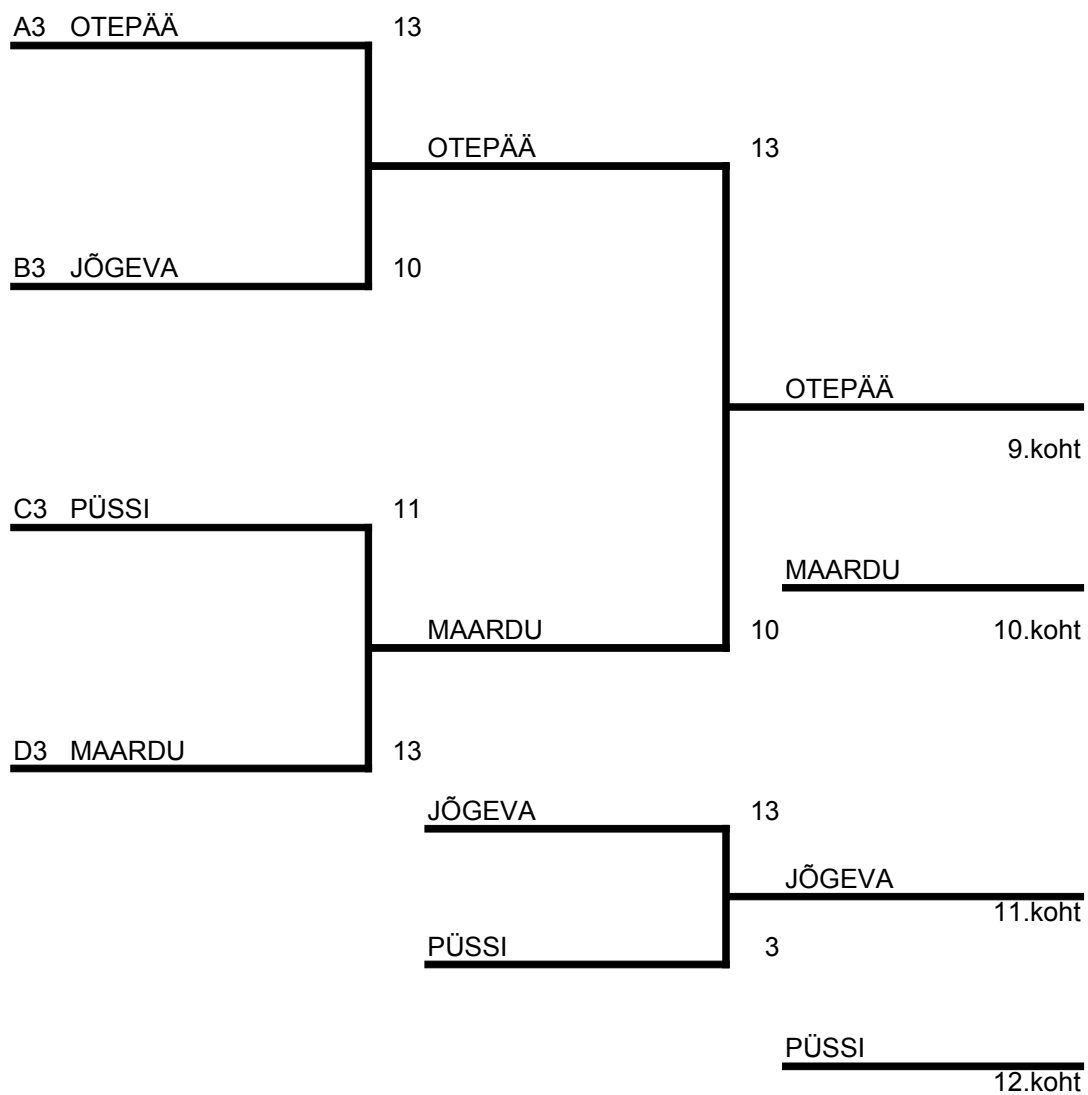 A3 OTEPÄÄ 13
OTEPÄÄ 13
B3 JÕGEVA 10
OTEPÄÄ
9.koht
C3 PÜSSI 11
MAARDU
MAARDU 10 10.koht
D3 MAARDU 13
JÕGEVA 13
JÕGEVA
11.koht
PÜSSI 3
PÜSSI
12.koht